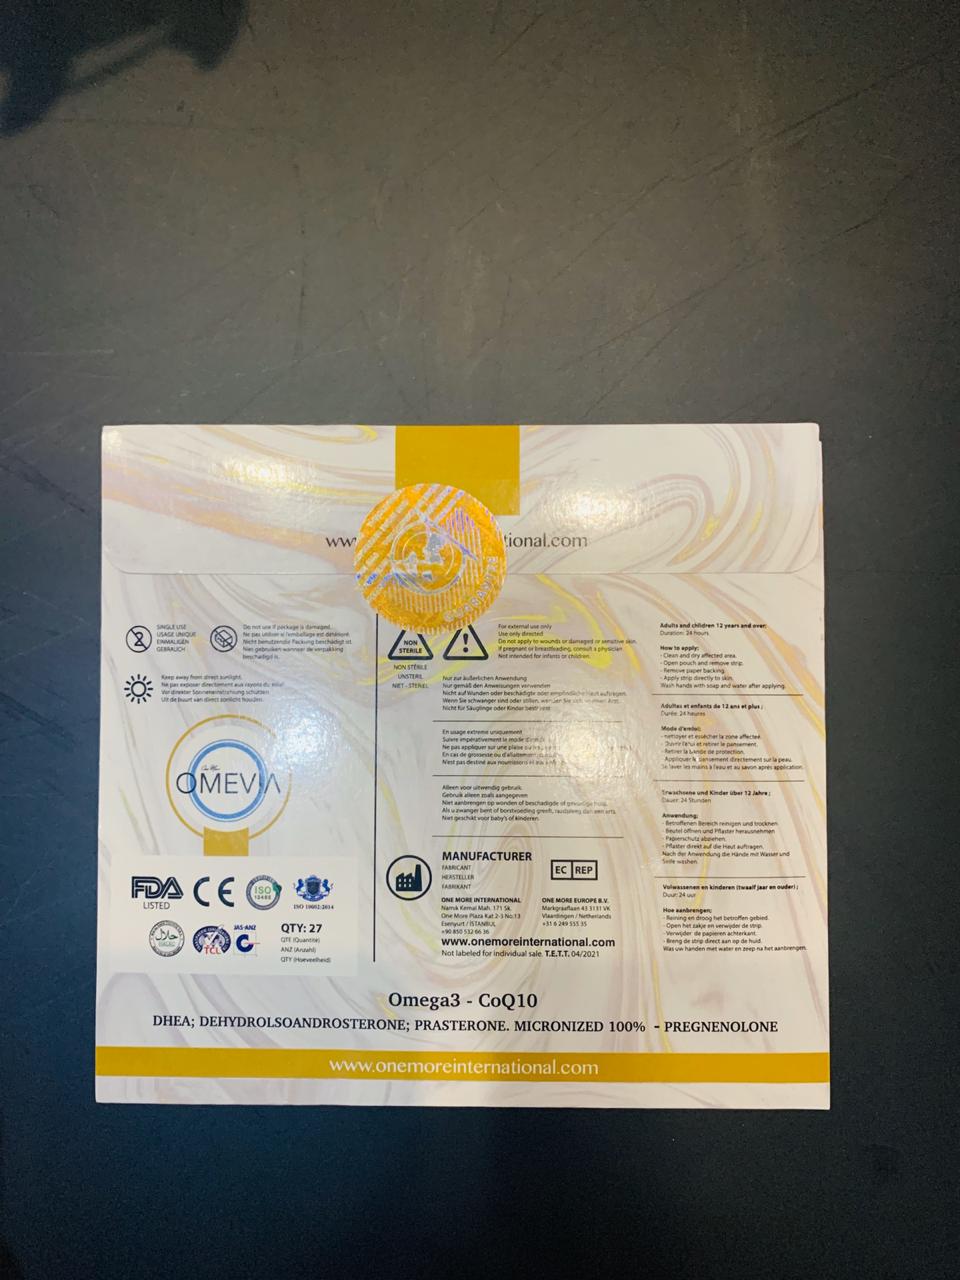 www
ional.com
SINGLE USE
USAGE UNIQUE
EINMALIGEN
GEBRAUCH
Do not use if package is damaged.
Ne pas utiliser si l'emballage est détérioré.
Nicht benutzende Packung beschädigt ist.
Niet gebruiken wanneer de verpakking
beschadigd is.
Keep away from direct sunlight.
Ne pas exposer directement aux rayons du soleil
Vor direkter Sonneneinstrahlung schützen
Uit de buurt van direct zonlicht houden.
OMEVIA
FDA
LISTED
CE
ISO
13485
ISO 10002:2014
TCL
JAS-ANZ
QTY: 27
QTE (Quantité)
ANZ (Anzahl)
QTY (Hoeveelheid)
NON
STERILE
NON STÉRILE
UNSTERIL
NIET - STERIEL
For external use only
Use only directed
Do not apply to wounds or damaged or sensitive skin.
If pregnant or breastfeeding, consult a physician
Not intended for infants or children.
Nur zur äußerlichen Anwendung
Nur gemäß den Anweisungen verwenden
Nicht auf Wunden oder beschädigte oder empfindliche Haut auftragen.
Wenn Sie schwanger sind oder stillen, wenden Sie sich an einen Arzt.
Nicht für Säuglinge oder Kinder bestimmt
En usage extreme uniquement
Suivre impérativement le mode d'emploi
Ne pas appliquer sur une plaie ou
En cas de grossesse ou d'allaitement
N'est pas destiné aux nourrissons et aux
Alleen voor uitwendig gebruik.
Gebruik alleen zoals aangegeven
Niet aanbrengen op wonden of beschadigde of gevoelige huid.
Als u zwanger bent of borstvoeding geeft, raadpleeg dan een arts.
Niet geschikt voor baby's of kinderen.
MANUFACTURER
FABRICANT
HERSTELLER
FABRIKANT
EC REP
ONE MORE INTERNATIONAL
Namık Kemal Mah. 171 Sk.
One More Plaza Kat:2-3 No:13
Esenyurt / ISTANBUL
+90 850 532 66 36
ONE MORE EUROPE B.V.
Markgraaflaan 43 3131 VK
Vlaardingen / Netherlands
+31 6 249 555 35
www.onemoreinternational.com
Not labeled for individual sale. T.E.T.T. 04/2021
Adults and children 12 years and over:
Duration: 24 hours
How to apply:
- Clean and dry affected area.
- Open pouch and remove strip.
- Remove paper backing.
- Apply strip directly to skin.
Wash hands with soap and water after applying.
Adultes et enfants de 12 ans et plus ;
Durée: 24 heures
Mode d'emloi:
- Nettoyer et essécher la zone affectée.
- Ouvrir l'étui et retirer le pansement.
- Retirer la bande de protection.
- Appliquer le pansement directement sur la peau.
Se laver les mains à l'eau et au savon après application.
Erwachsene und Kinder über 12 Jahre ;
Dauer: 24 Stunden
Anwendung;
- Betroffenen Bereich reinigen und trocknen.
- Beutel öffnen und Pflaster herausnehmen
- Papierschutz abziehen.
- Pflaster direkt auf die Haut auftragen.
Nach der Anwendung die Hände mit Wasser und
Seife waschen.
Volwassenen en kinderen (twaalf jaar en ouder) ;
Duur: 24 uur
Hoe aanbrengen;
- Reining en droog het betroffen gebied.
- Open het zakje en verwijder de strip.
- Verwijder de papieren achterkant.
- Breng de strip direct aan op de huid.
Was uw handen met water en zeep na het aanbrengen.
Omega3 - CoQ10
DHEA; DEHYDROLSOANDROSTERONE; PRASTERONE. MICRONIZED 100% - PREGNENOLONE
www.onemoreinternational.com